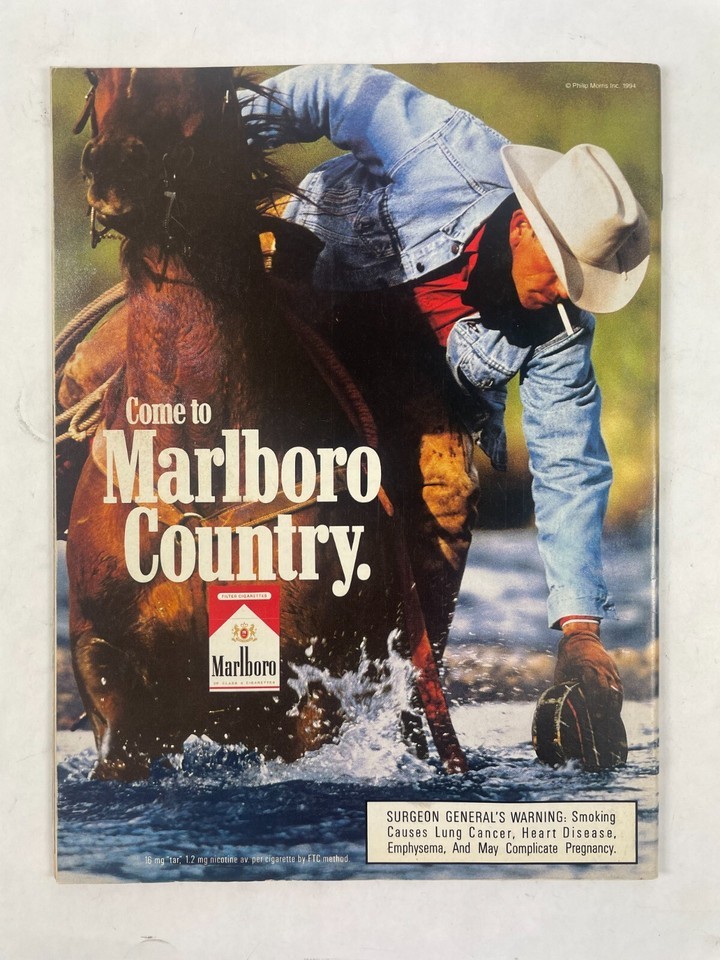 © Philip Morris Inc. 1994
Come to
Marlboro
Country.
FILTER CIGARETTES
Marlboro
20 CLASS A CIGARETTES
16 mg "tar," 1.2 mg nicotine av. per cigarette by FTC method.
SURGEON GENERAL'S WARNING: Smoking
Causes Lung Cancer, Heart Disease,
Emphysema, And May Complicate Pregnancy.